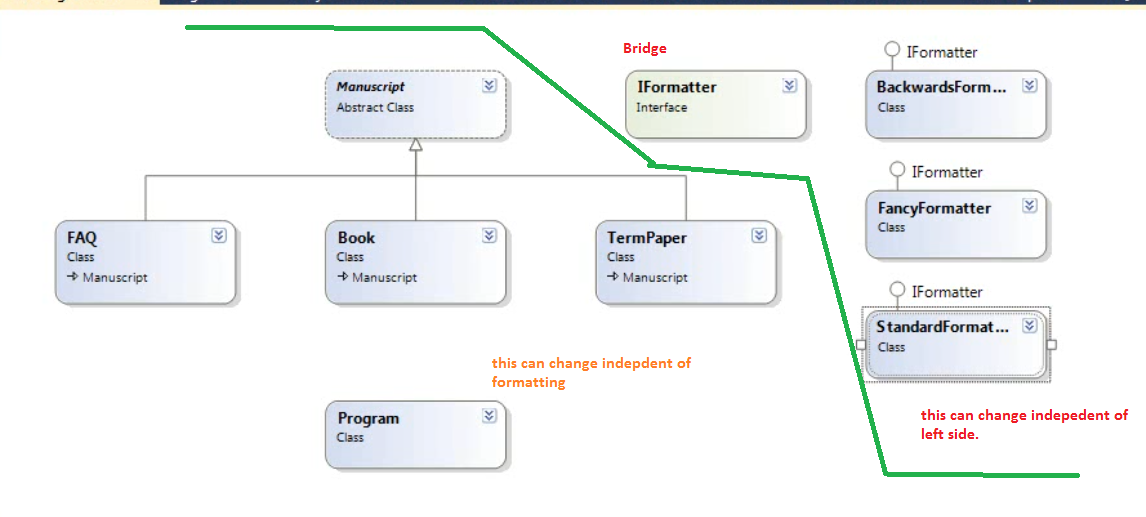 Bridge
IFormatter
Manuscript
Abstract Class
IFormatter
Interface
BackwardsForm...
Class
IFormatter
FancyFormatter
Class
FAQ
Class
Manuscript
Book
Class
Manuscript
TermPaper
Class
Manuscript
IFormatter
StandardFormat...
Class
this can change indepdent of
formatting
Program
Class
this can change indepedent of
left side.